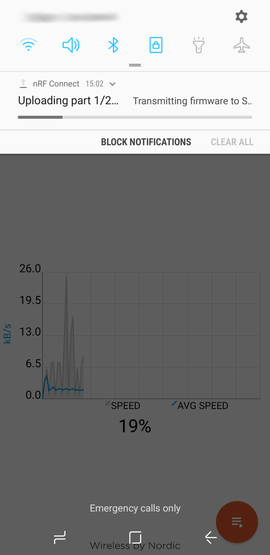 nRF Connect 15:02
Uploading part 1/2... Transmitting firmware to S..
BLOCK NOTIFICATIONS CLEAR ALL
26.0
19.5
13.0
6.5
0.0
kB/s
SPEED AVG SPEED
19%
Emergency calls only
Wireless by Nordic